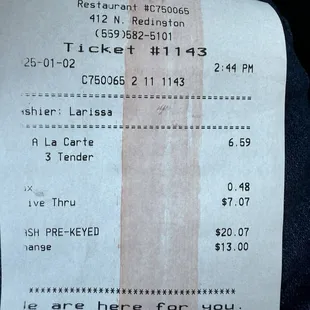 Restaurant #C750065
412 N. Redington
(559)582-5101
Ticket #1143
25-01-02 2:44 PM
C750065 2 11 1143
shier: Larissa
A La Carte 6.59
3 Tender
x 0.48
ive Thru $7.07
SH PRE-KEYED $20.07
ange $13.00
e are here for you.